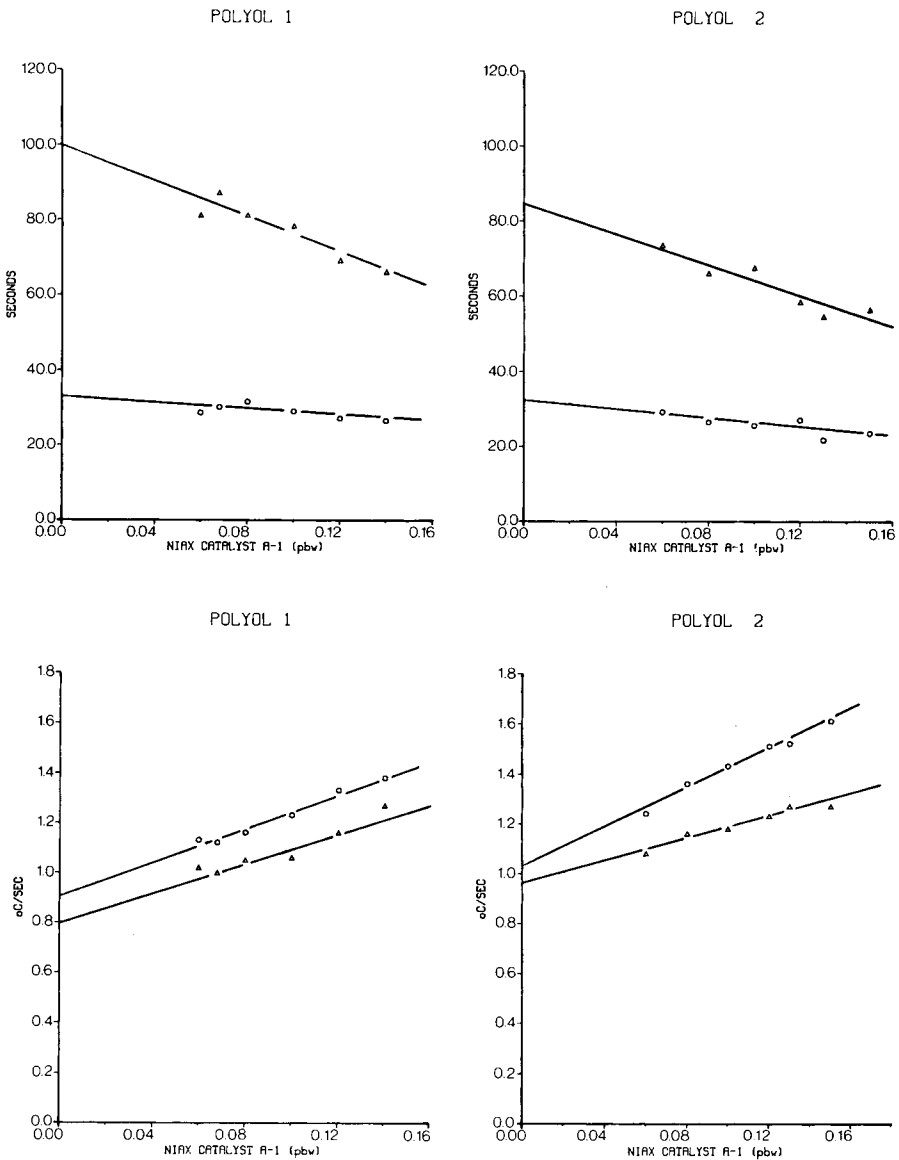 POLYOL 1
120.0
100.0
80.0
60.0
40.0
20.0
0.0
SECONDS
0.00 0.04 0.08 0.12 0.16
NIAX CATALYST A-1 (pbw)
POLYOL 2
120.0
100.0
80.0
60.0
40.0
20.0
0.0
SECONDS
0.00 0.04 0.08 0.12 0.16
NIAX CATALYST A-1 (pbw)
POLYOL 1
1.8
1.6
1.4
1.2
1.0
0.8
0.6
0.4
0.2
0.0
oC/SEC
0.00 0.04 0.08 0.12 0.16
NIAX CATALYST A-1 (pbw)
POLYOL 2
1.8
1.6
1.4
1.2
1.0
0.8
0.6
0.4
0.2
0.0
oC/SEC
0.00 0.04 0.08 0.12 0.16
NIAX CATALYST A-1 (pbw)